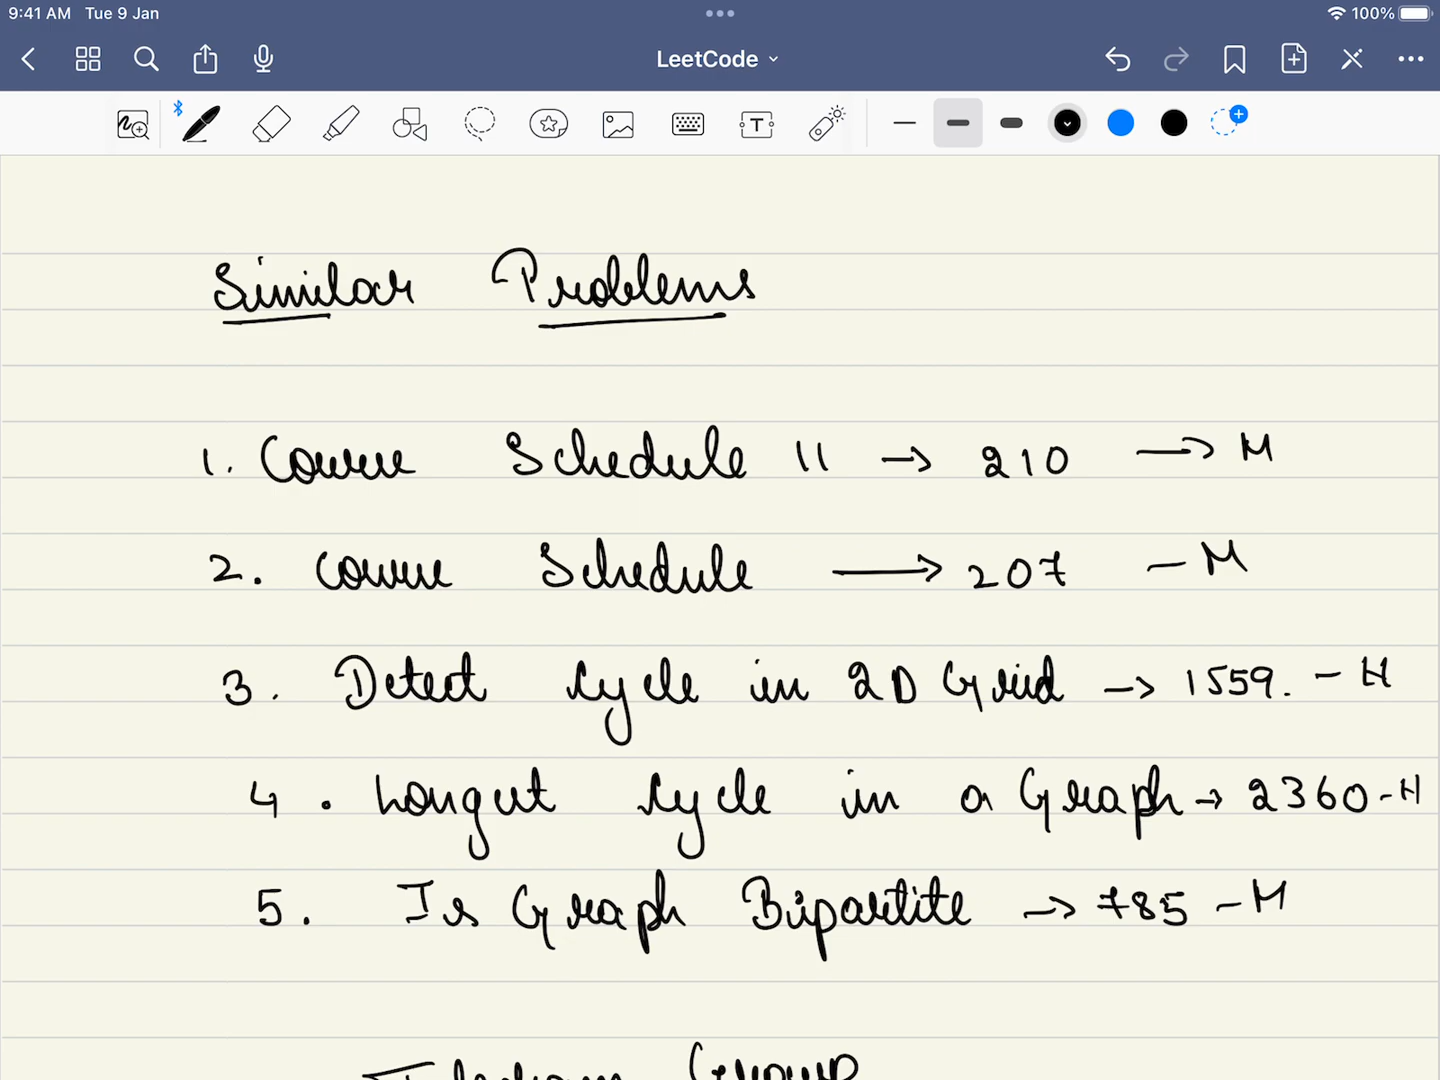 9:41 AM Tue 9 Jan 100%
LeetCode
T
Similar Problems
1. Course Schedule II → 210 → M
2. Course Schedule → 207 - M
3. Detect Cycle in 2D Grid → 1559. - H
4. Longest Cycle in a Graph → 2360 - H
5. Is Graph Bipartite → 785 - M
Group